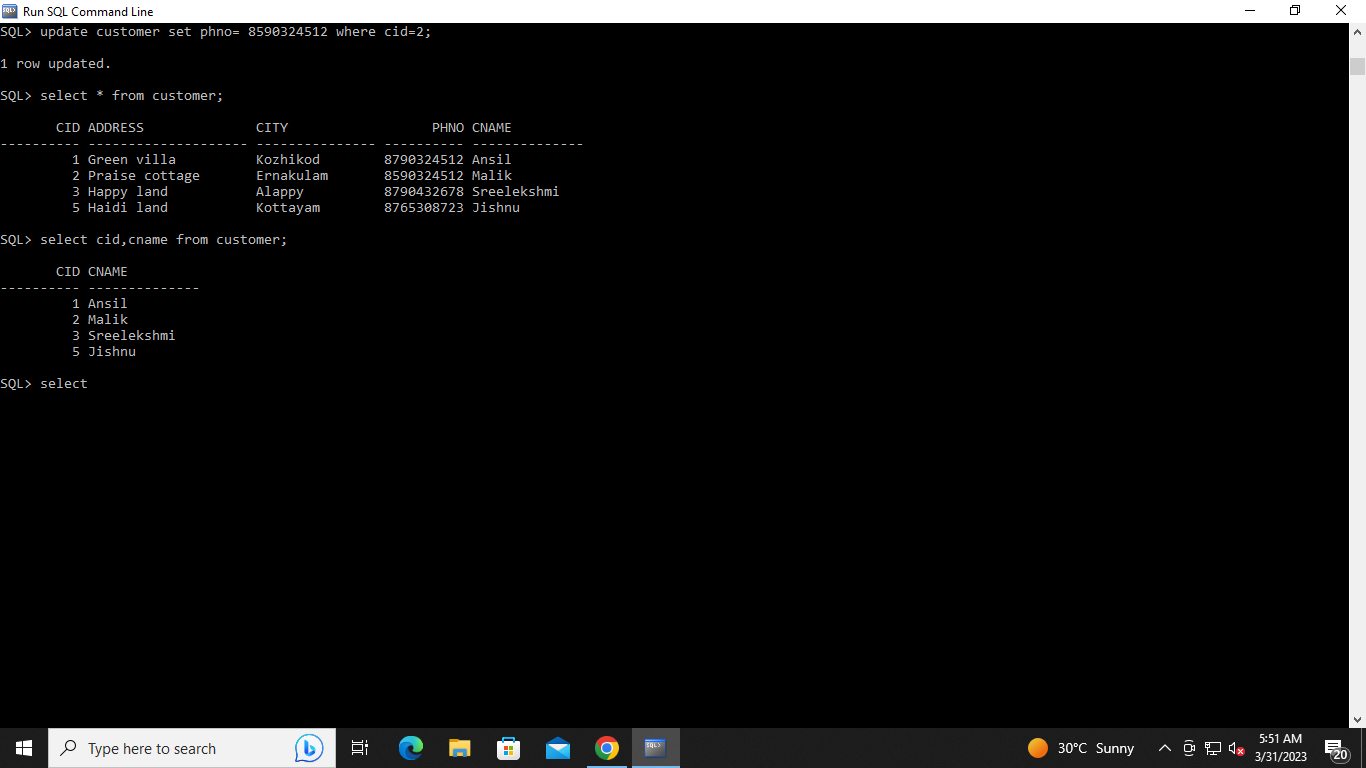 Run SQL Command Line
SQL> update customer set phno= 8590324512 where cid=2;
1 row updated.
SQL> select * from customer;
CID ADDRESS CITY PHNO CNAME
---------- -------------------- --------------- ---------- --------------
1 Green villa Kozhikod 8790324512 Ansil
2 Praise cottage Ernakulam 8590324512 Malik
3 Happy land Alappy 8790432678 Sreelekshmi
5 Haidi land Kottayam 8765308723 Jishnu
SQL> select cid,cname from customer;
CID CNAME
---------- --------------
1 Ansil
2 Malik
3 Sreelekshmi
5 Jishnu
SQL> select
Type here to search
30°C Sunny
5:51 AM
3/31/2023
20